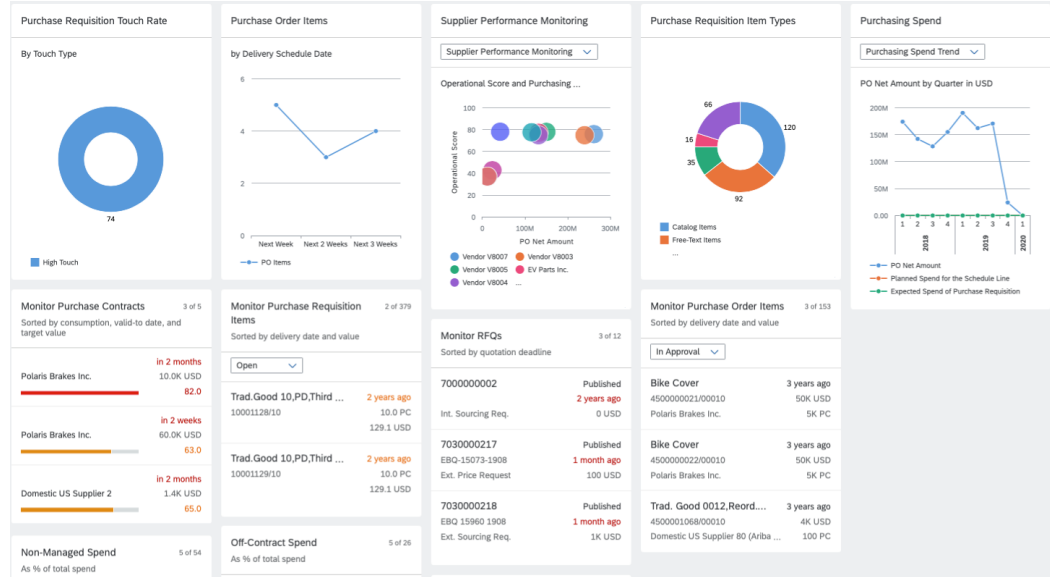 Purchase Requisition Touch Rate
By Touch Type
74
High Touch
Purchase Order Items
by Delivery Schedule Date
6
4
2
0
Next Week
Next 2 Weeks
Next 3 Weeks
PO Items
Supplier Performance Monitoring
Supplier Performance Monitoring
Operational Score and Purchasing ...
Operational Score
100
80
60
40
20
0
0
100M
200M
300M
PO Net Amount
Vendor V8007
Vendor V8003
Vendor V8005
EV Parts Inc.
Vendor V8004
...
Purchase Requisition Item Types
66
120
16
35
92
Catalog Items
Free-Text Items
...
Purchasing Spend
Purchasing Spend Trend
PO Net Amount by Quarter in USD
200M
150M
100M
50M
0.00
1
2
3
4
1
2
3
4
1
2018
2019
2020
PO Net Amount
Planned Spend for the Schedule Line
Expected Spend of Purchase Requisition
Monitor Purchase Contracts
3 of 5
Sorted by consumption, valid-to date, and
target value
in 2 months
Polaris Brakes Inc.
10.0K USD
82.0
in 2 weeks
Polaris Brakes Inc.
60.0K USD
63.0
in 2 months
Domestic US Supplier 2
1.4K USD
65.0
Non-Managed Spend
5 of 54
As % of total spend
Monitor Purchase Requisition
Items
2 of 379
Sorted by delivery date and value
Open
Trad.Good 10,PD,Third ...
2 years ago
10001128/10
10.0 PC
129.1 USD
Trad.Good 10,PD,Third ...
2 years ago
10001129/10
10.0 PC
129.1 USD
Off-Contract Spend
5 of 26
As % of total spend
Monitor RFQs
3 of 12
Sorted by quotation deadline
7000000002
Published
2 years ago
Int. Sourcing Req.
0 USD
7030000217
Published
EBQ-15073-1908
1 month ago
Ext. Price Request
100 USD
7030000218
Published
EBQ 15960 1908
1 month ago
Ext. Sourcing Req.
1K USD
Monitor Purchase Order Items
3 of 153
Sorted by delivery date and value
In Approval
Bike Cover
3 years ago
4500000021/00010
50K USD
Polaris Brakes Inc.
5K PC
Bike Cover
3 years ago
4500000022/00010
50K USD
Polaris Brakes Inc.
5K PC
Trad. Good 0012,Reord....
3 years ago
4500001068/00010
4K USD
Domestic US Supplier 80 (Ariba ...
100 PC